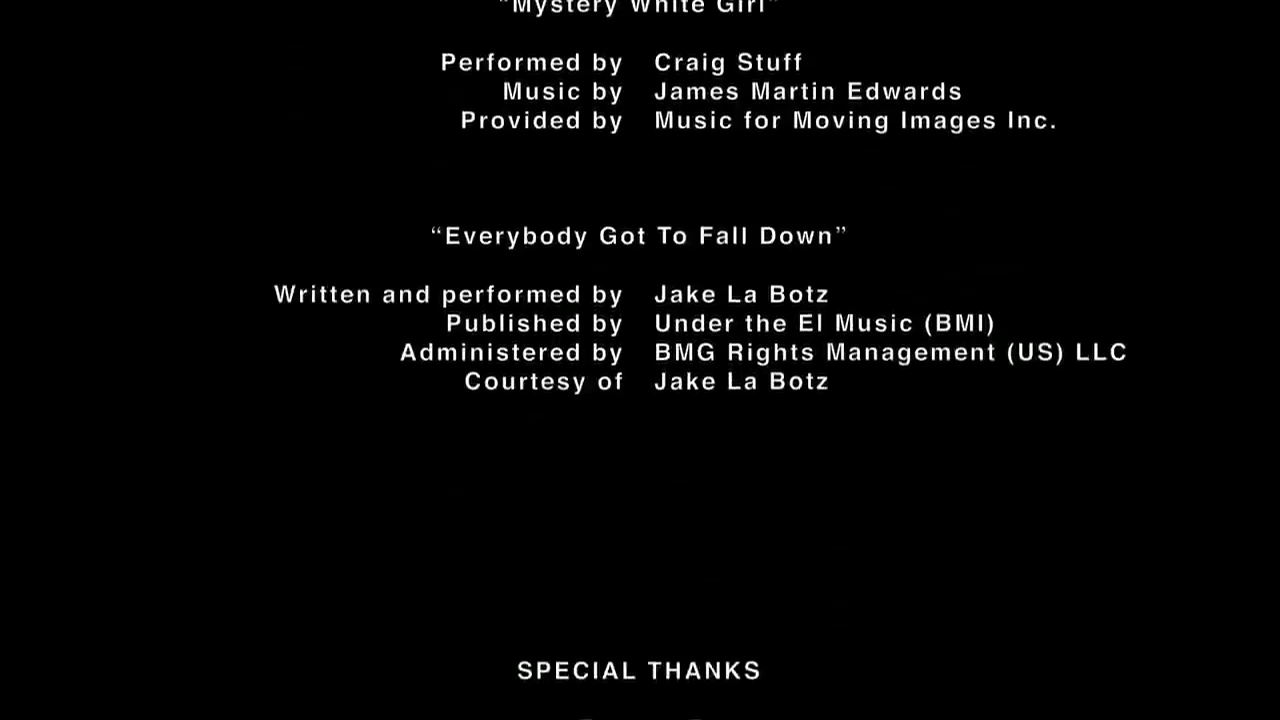 "Mystery White Girl"
Performed by Craig Stuff
Music by James Martin Edwards
Provided by Music for Moving Images Inc.
“Everybody Got To Fall Down”
Written and performed by Jake La Botz
Published by Under the El Music (BMI)
Administered by BMG Rights Management (US) LLC
Courtesy of Jake La Botz
SPECIAL THANKS